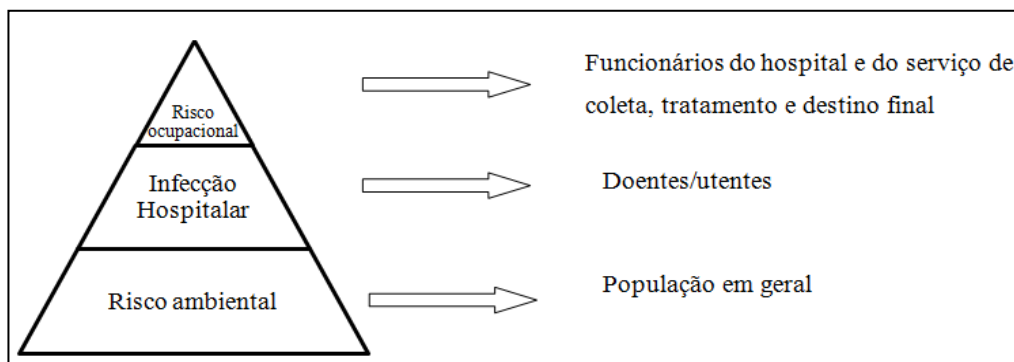 Risco
ocupacional
Funcionários do hospital e do serviço de
coleta, tratamento e destino final
Infecção
Hospitalar
Doentes/utentes
Risco ambiental
População em geral